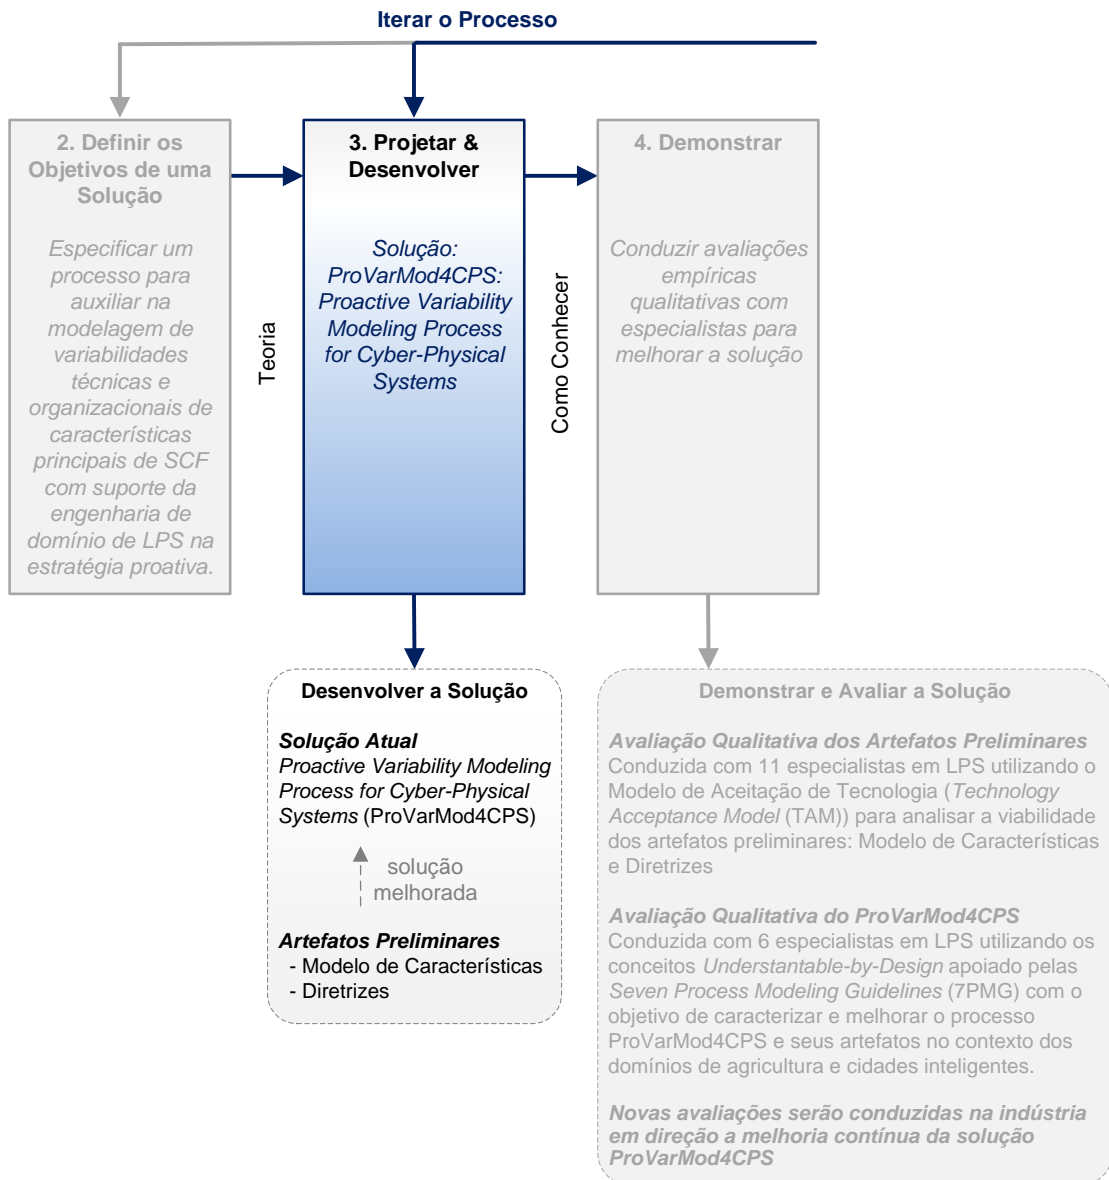 Iterar o Processo
2. Definir os
Objetivos de uma
Solução
Especificar um
processo para
auxiliar na
modelagem de
variabilidades
técnicas e
organizacionais de
características
principais de SCF
com suporte da
engenharia de
domínio de LPS na
estratégia proativa.
Teoria
3. Projetar &
Desenvolver
Solução:
ProVarMod4CPS:
Proactive Variability
Modeling Process
for Cyber-Physical
Systems
Como Conhecer
4. Demonstrar
Conduzir avaliações
empíricas
qualitativas com
especialistas para
melhorar a solução
Desenvolver a Solução
Solução Atual
Proactive Variability Modeling
Process for Cyber-Physical
Systems (ProVarMod4CPS)
solução
melhorada
Artefatos Preliminares
- Modelo de Características
- Diretrizes
Demonstrar e Avaliar a Solução
Avaliação Qualitativa dos Artefatos Preliminares
Conduzida com 11 especialistas em LPS utilizando o
Modelo de Aceitação de Tecnologia (Technology
Acceptance Model (TAM)) para analisar a viabilidade
dos artefatos preliminares: Modelo de Características
e Diretrizes
Avaliação Qualitativa do ProVarMod4CPS
Conduzida com 6 especialistas em LPS utilizando os
conceitos Understantable-by-Design apoiado pelas
Seven Process Modeling Guidelines (7PMG) com o
objetivo de caracterizar e melhorar o processo
ProVarMod4CPS e seus artefatos no contexto dos
domínios de agricultura e cidades inteligentes.
Novas avaliações serão conduzidas na indústria
em direção a melhoria contínua da solução
ProVarMod4CPS